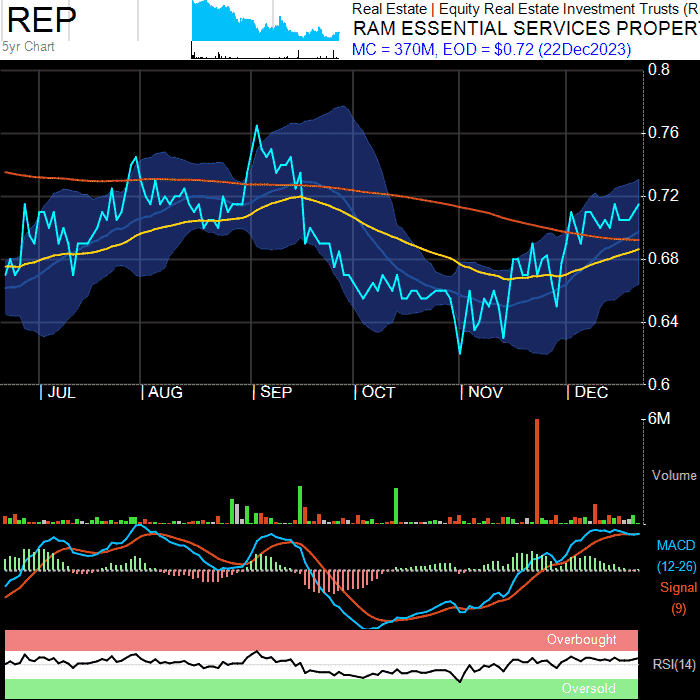 REP
5yr Chart
Real Estate | Equity Real Estate Investment Trusts (R
RAM ESSENTIAL SERVICES PROPER
MC = 370M, EOD = $0.72 (22Dec2023)
0.8
0.76
0.72
0.68
0.64
0.6
JUL AUG SEP OCT NOV DEC
6M
Volume
MACD
(12-26)
Signal
(9)
Overbought
RSI(14)
Oversold